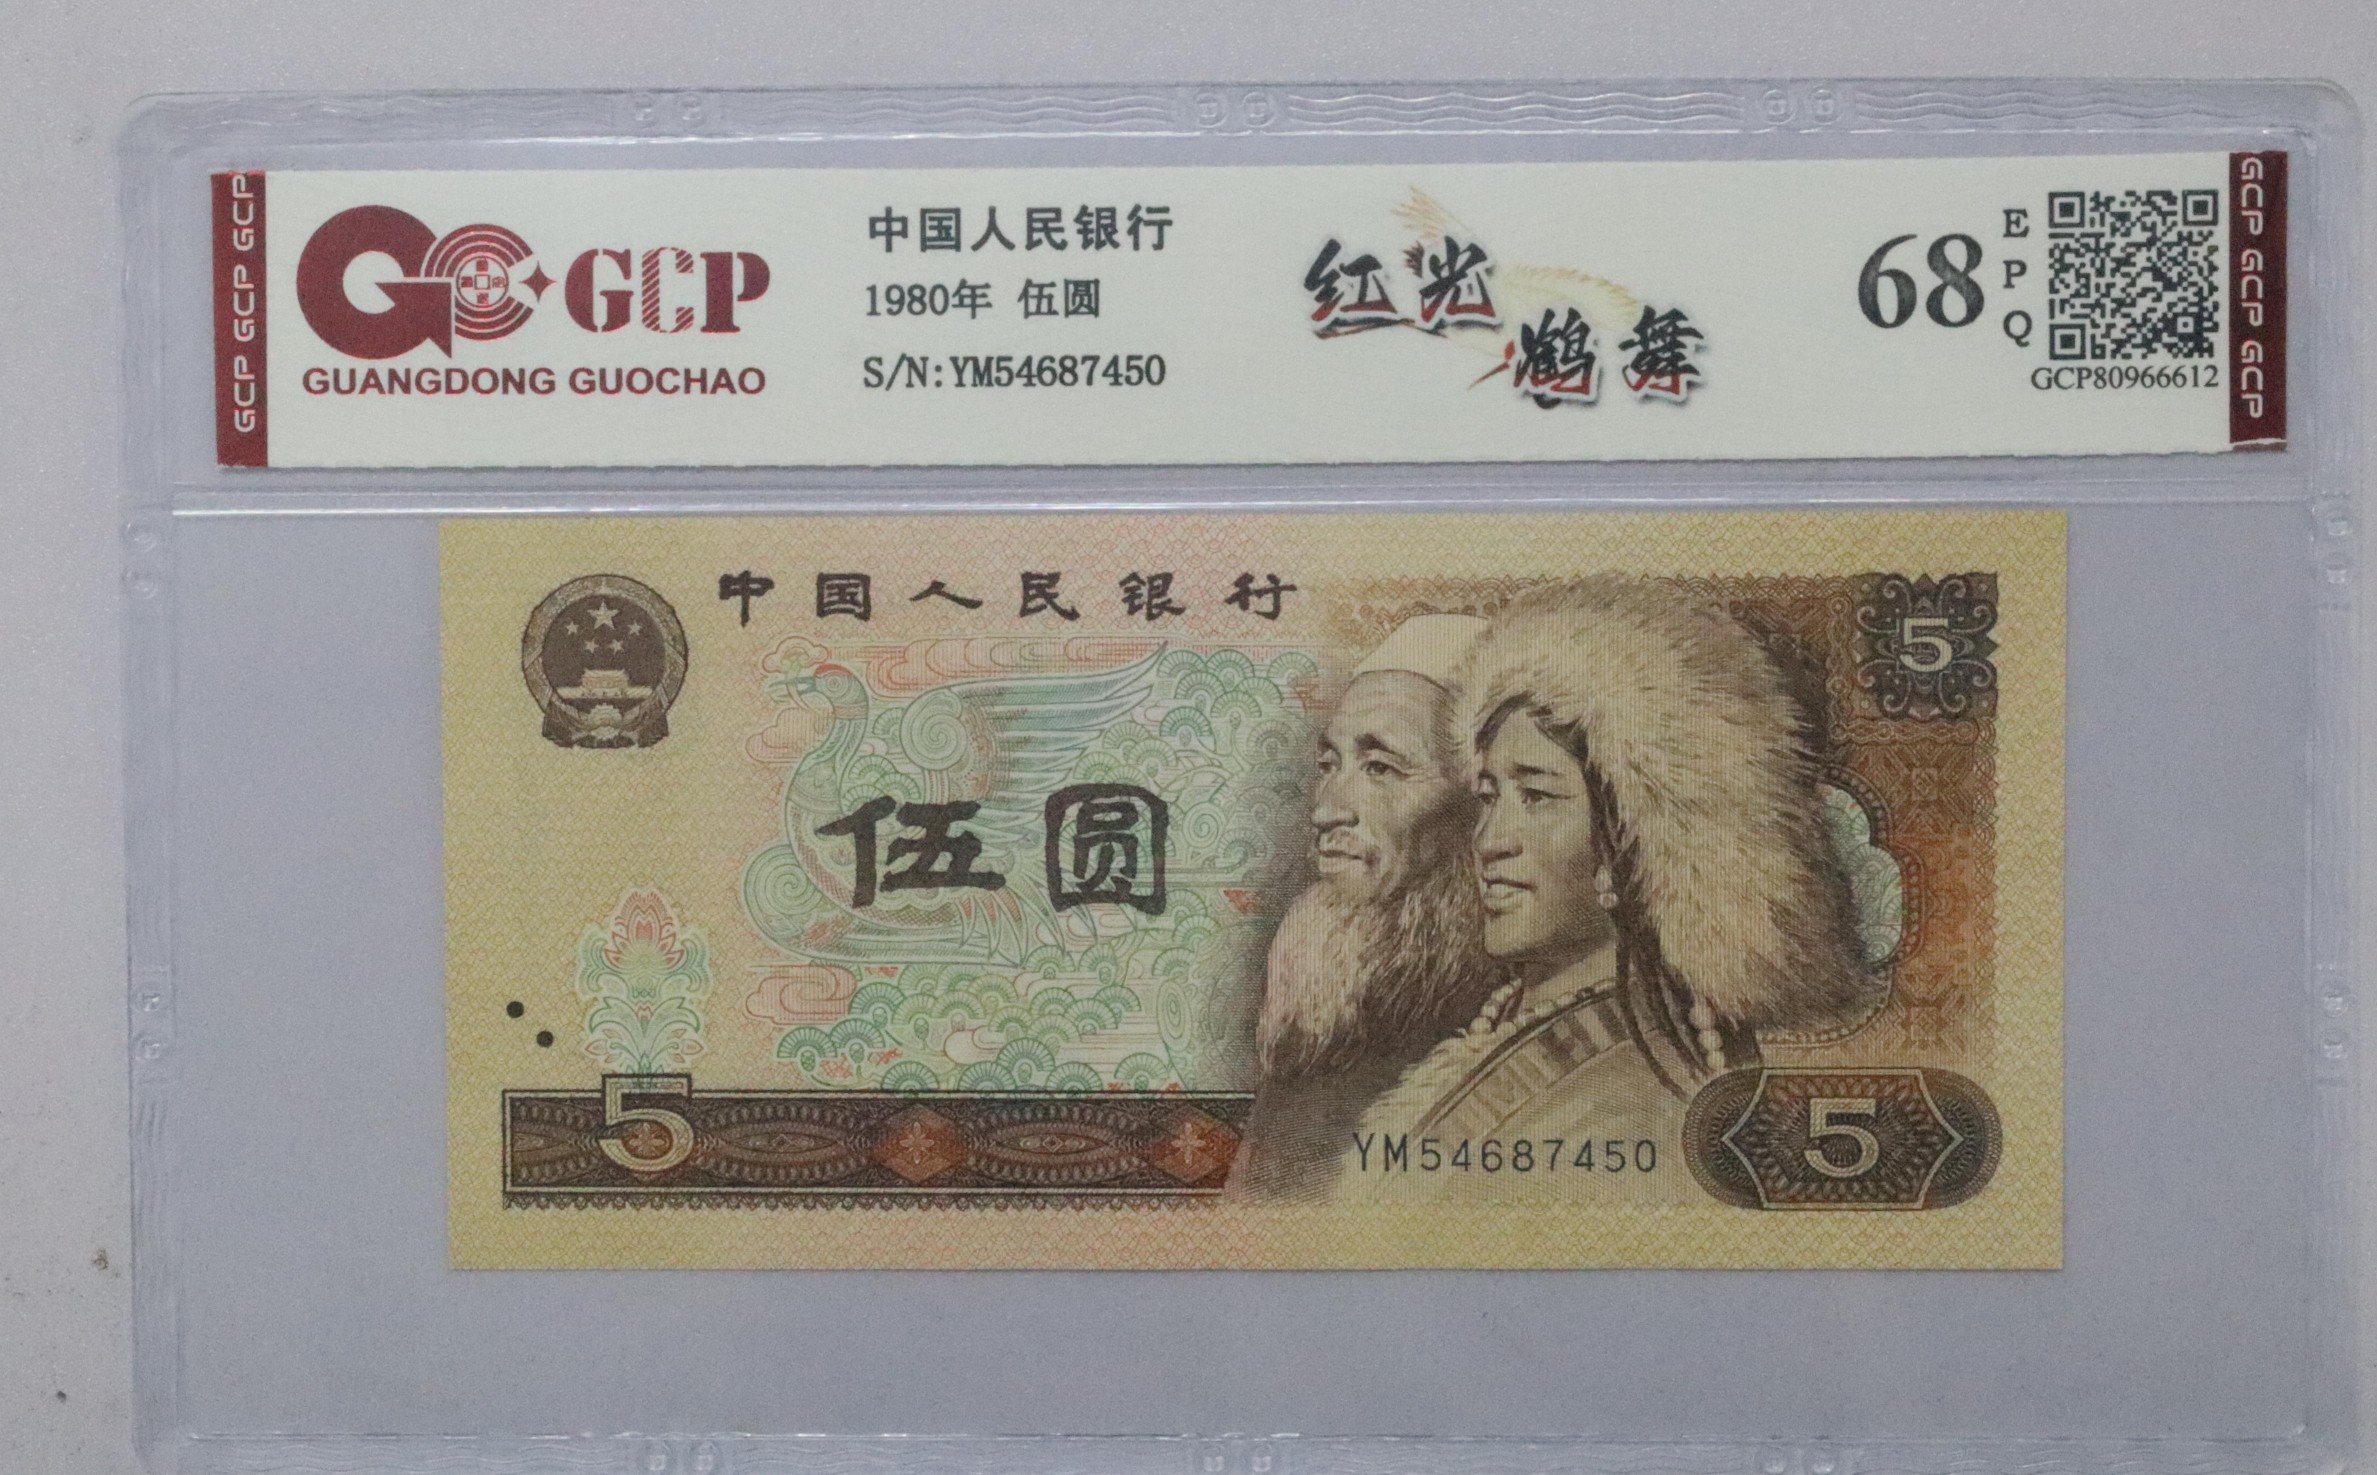 GCP GCP GCP
GCP
GUANGDONG GUOCHAO
中国人民银行
1980年 伍圆
S/N:YM54687450
红光
鹤舞
68
EPQ
GCP80966612
GCP GCP GCP
中国人民银行
5
伍圆
5
YM54687450
5